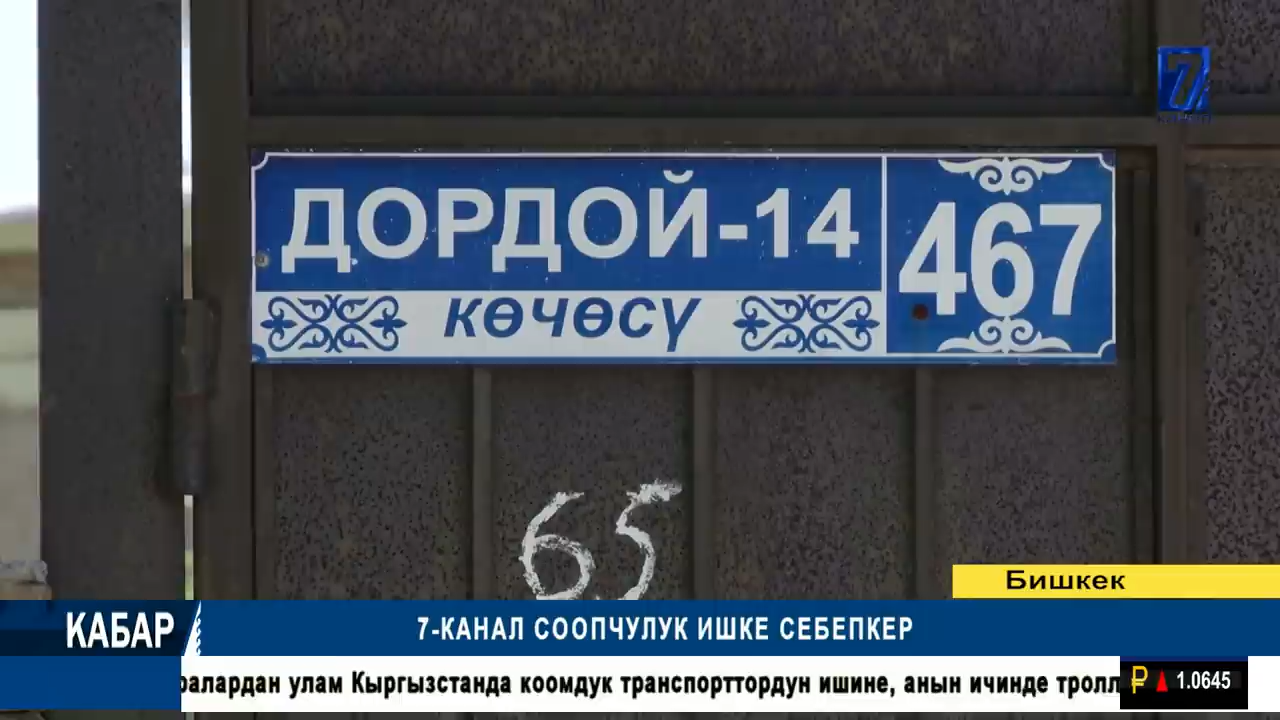 7
ДОРДОЙ-14
467
КӨЧӨСҮ
65
Бишкек
КАБАР
7-КАНАЛ СООПЧУЛУК ИШКЕ СЕБЕПКЕР
улам Кыргызстанда коомдук транспорттордун ишине, анын ичинде
₽ ▲ 1.0645